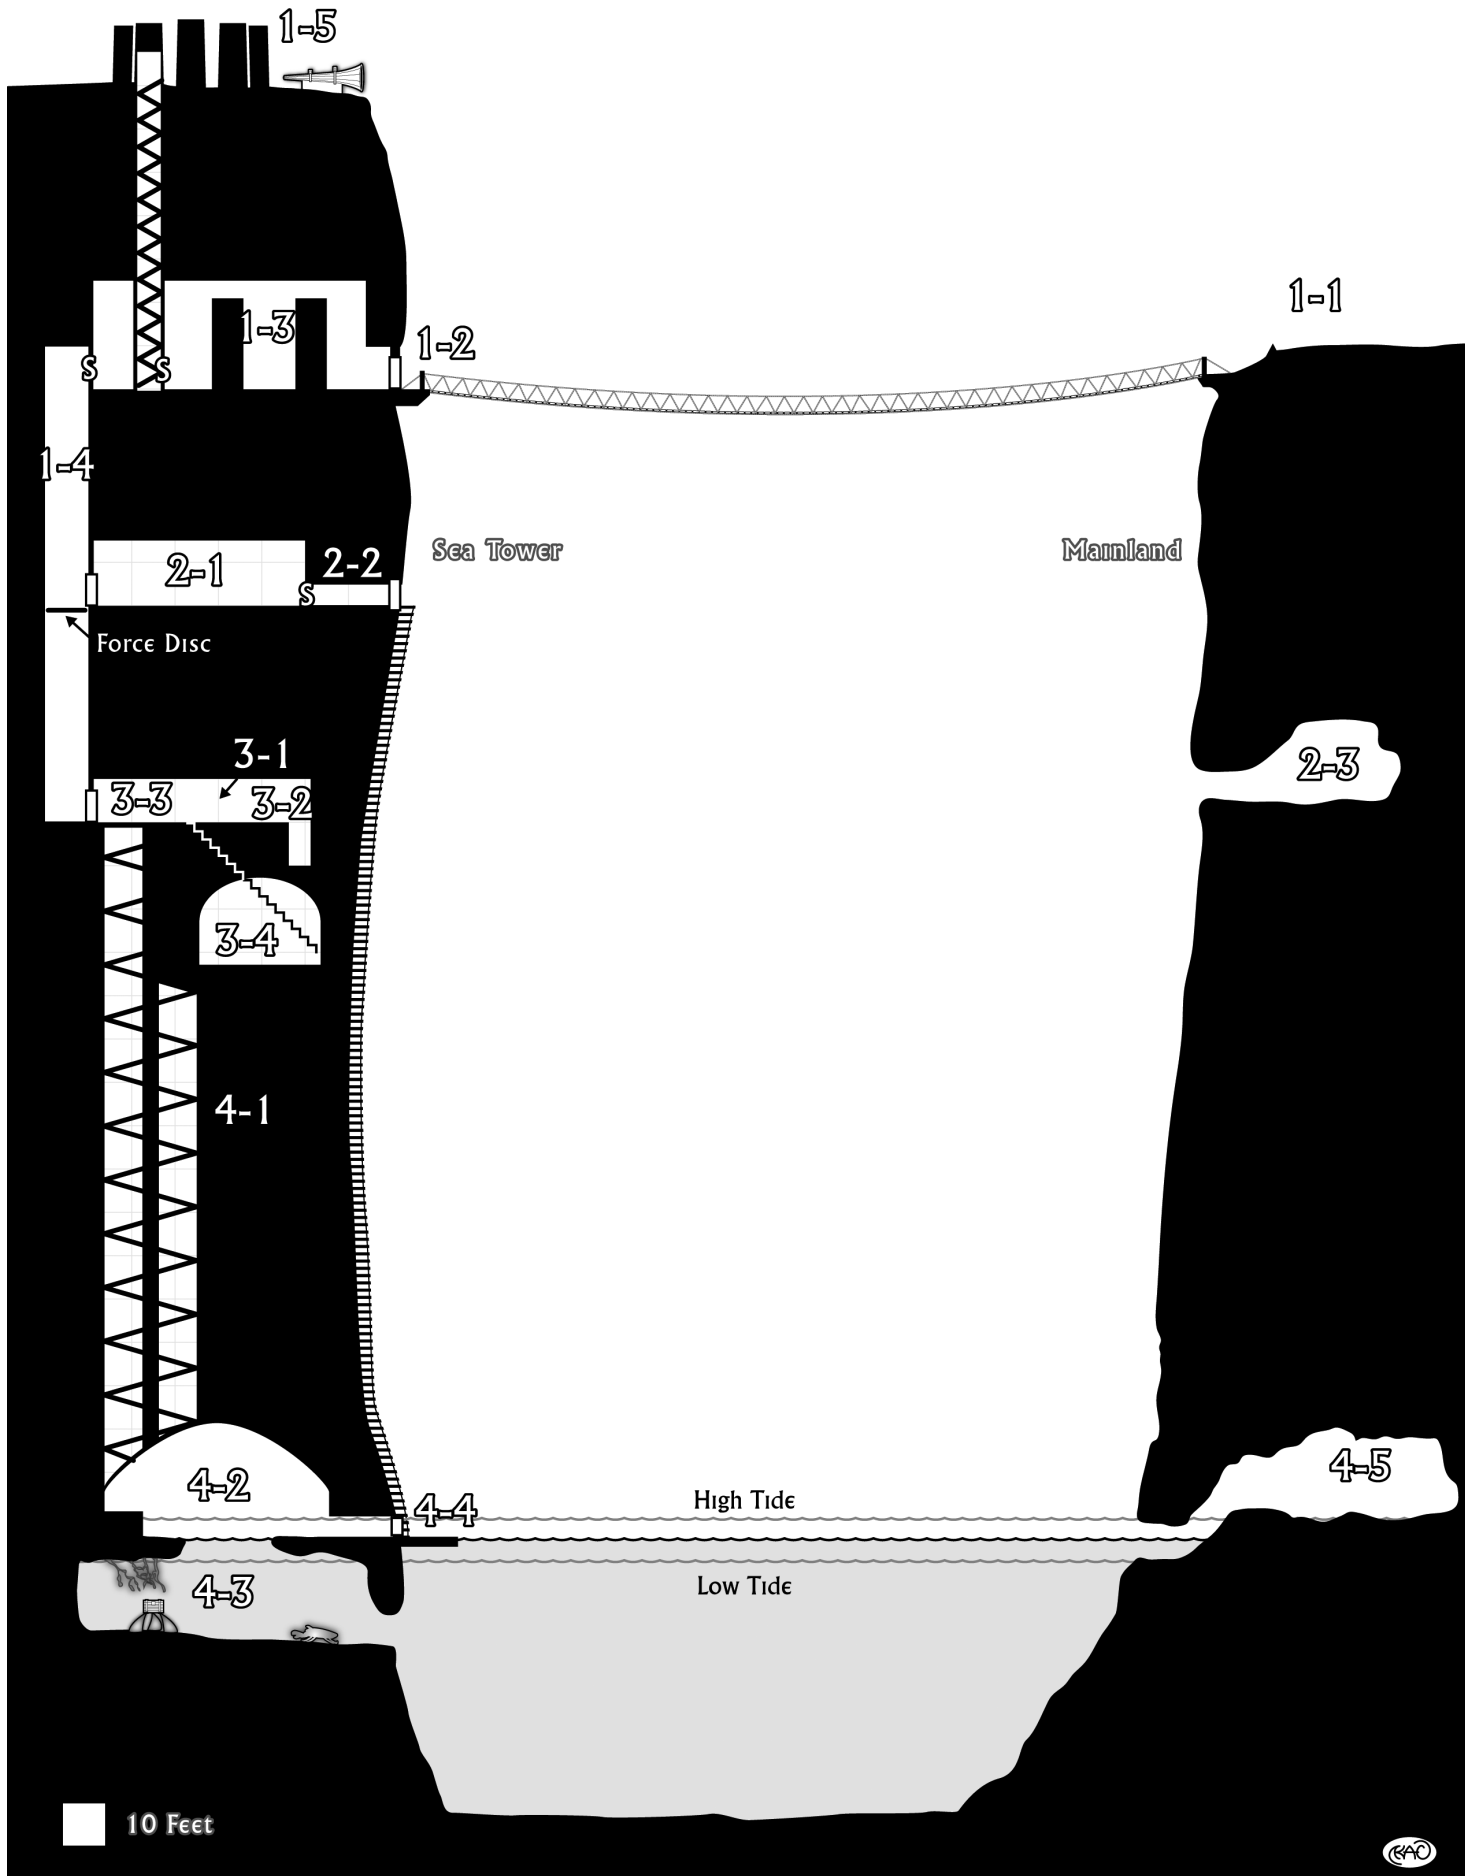 1-5
1-1
1-3
1-2
S
S
1-4
Sea Tower
Mainland
2-1
2-2
S
Force Disc
3-1
2-3
3-3
3-2
3-4
4-1
4-2
4-5
High Tide
4-4
4-3
Low Tide
10 Feet
KAC